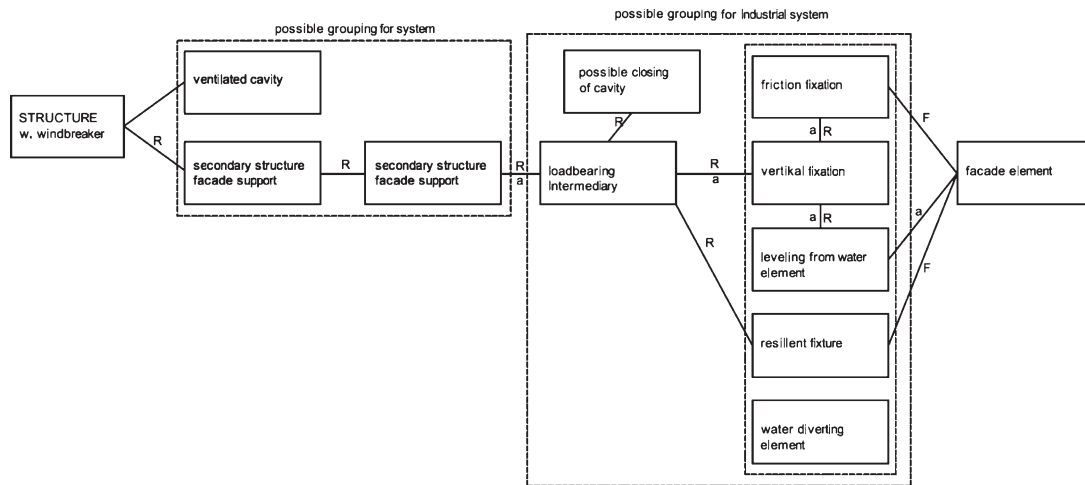 possible grouping for system
possible grouping for industrial system
STRUCTURE
w. windbreaker
R
ventilated cavity
secondary structure
facade support
R
secondary structure
facade support
R
a
possible closing
of cavity
R
loadbearing
Intermediary
R
a
R
friction fixation
a R
vertikal fixation
a R
leveling from water
element
resillent fixture
water diverting
element
F
a
F
facade element